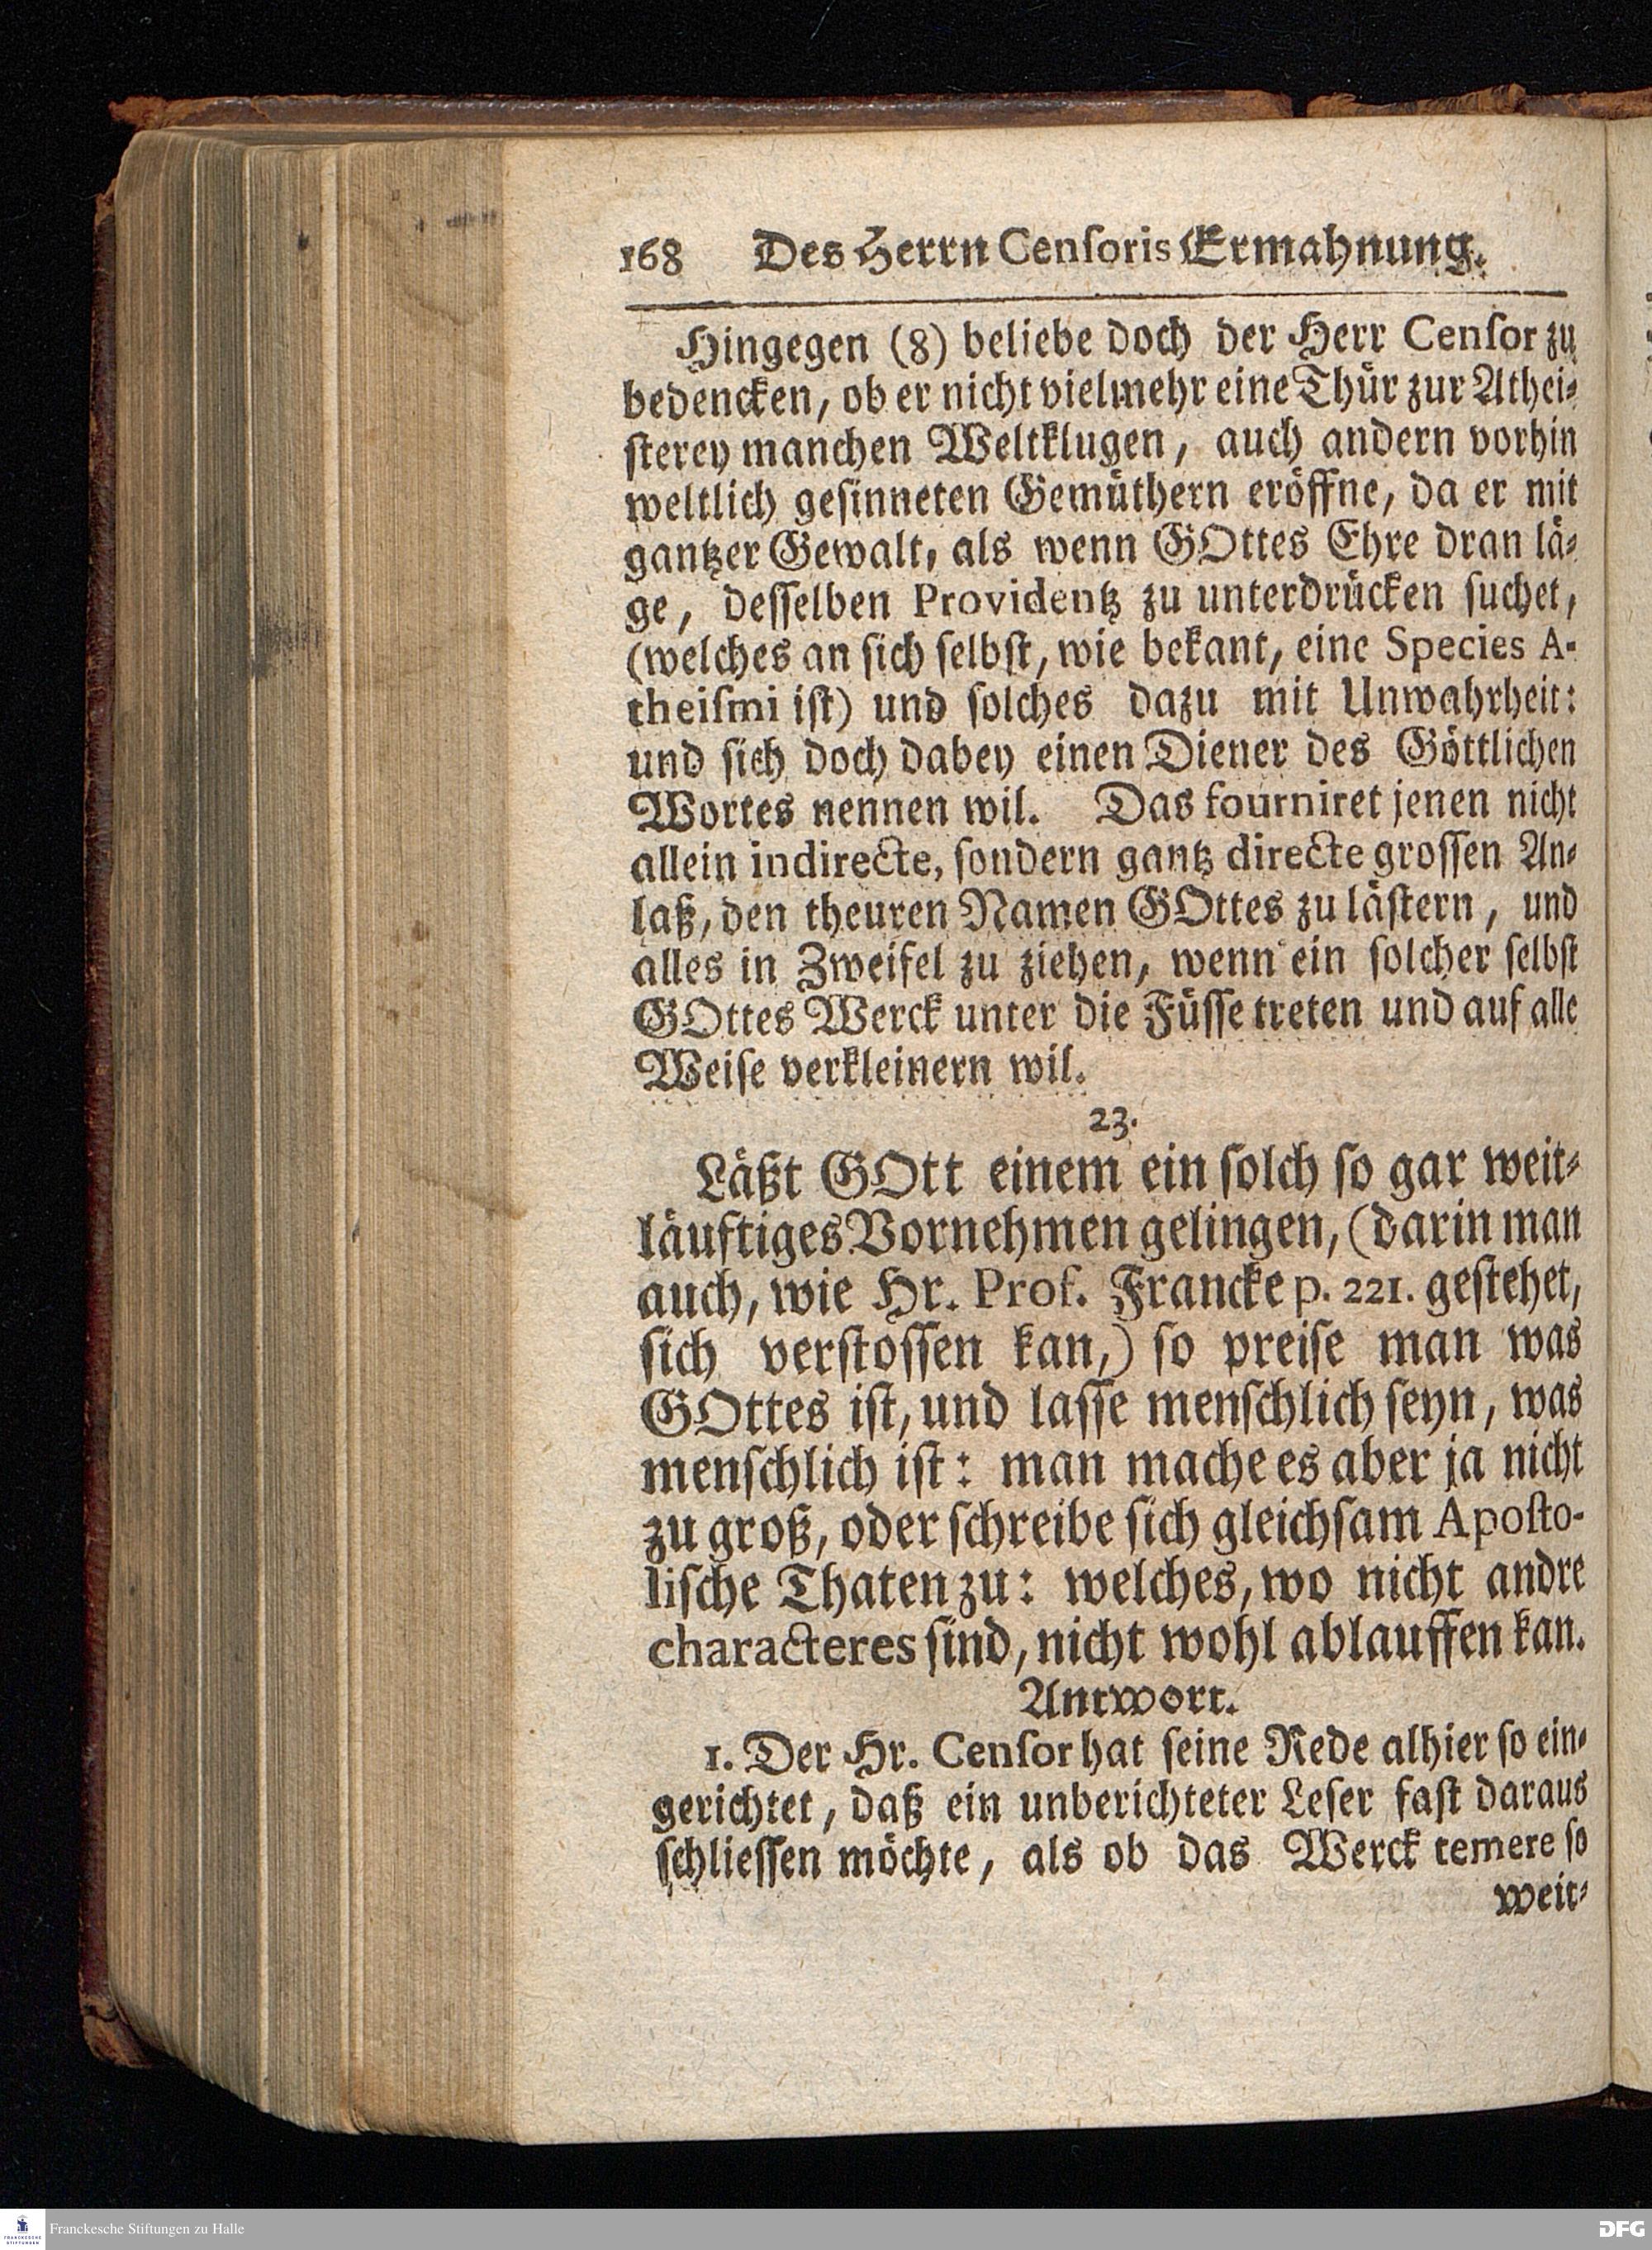 168 Des Herrn Censoris Ermahnung.
Hingegen (8) beliebe doch der Herr Censor zu
bedencken, ob er nicht vielmehr eine Thür zur Athei-
sterey manchen Weltklugen, auch andern vorhin
weltlich gesinneten Gemüthern eröffne, da er mit
gantzer Gewalt, als wenn GOttes Ehre dran lä-
ge, desselben Providentz zu unterdrücken suchet,
(welches an sich selbst, wie bekant, eine Species A-
theismi ist) und solches dazu mit Unwahrheit:
und sich doch dabey einen Diener des Göttlichen
Wortes nennen wil. Das fourniret jenen nicht
allein indirecte, sondern gantz directe grossen An-
laß, den theuren Namen GOttes zu lästern, und
alles in Zweifel zu ziehen, wenn ein solcher selbst
GOttes Werck unter die Füsse treten und auf alle
Weise verkleinern wil.
23.
Läßt GOtt einem ein solch so gar weit-
läuftiges Vornehmen gelingen, (darin man
auch, wie Hr. Prof. Francke p. 221. gestehet,
sich verstossen kan,) so preise man was
GOttes ist, und lasse menschlich seyn, was
menschlich ist: man mache es aber ja nicht
zu groß, oder schreibe sich gleichsam Aposto-
lische Thaten zu: welches, wo nicht andre
characteres sind, nicht wohl ablauffen kan.
Antwort.
1. Der Hr. Censor hat seine Rede alhier so ein-
gerichtet, daß ein unberichteter Leser fast daraus
schliessen möchte, als ob das Werck temere so
weit-
FRANCKESCHE STIFTUNGEN
Franckesche Stiftungen zu Halle
DFG